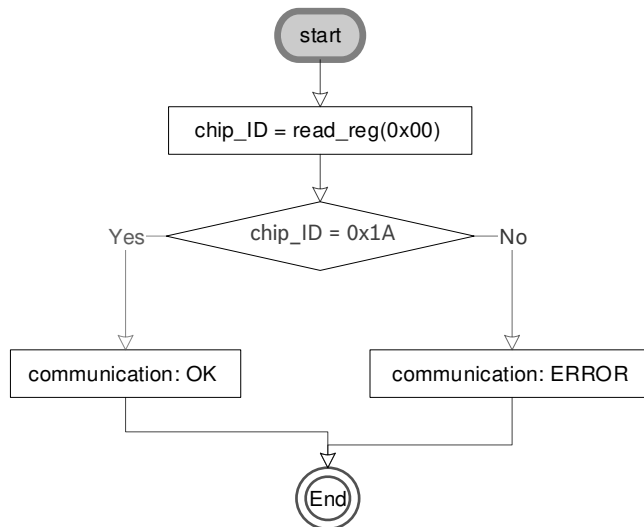 start
chip_ID = read_reg(0x00)
chip_ID = 0x1A
Yes
No
communication: OK
communication: ERROR
End